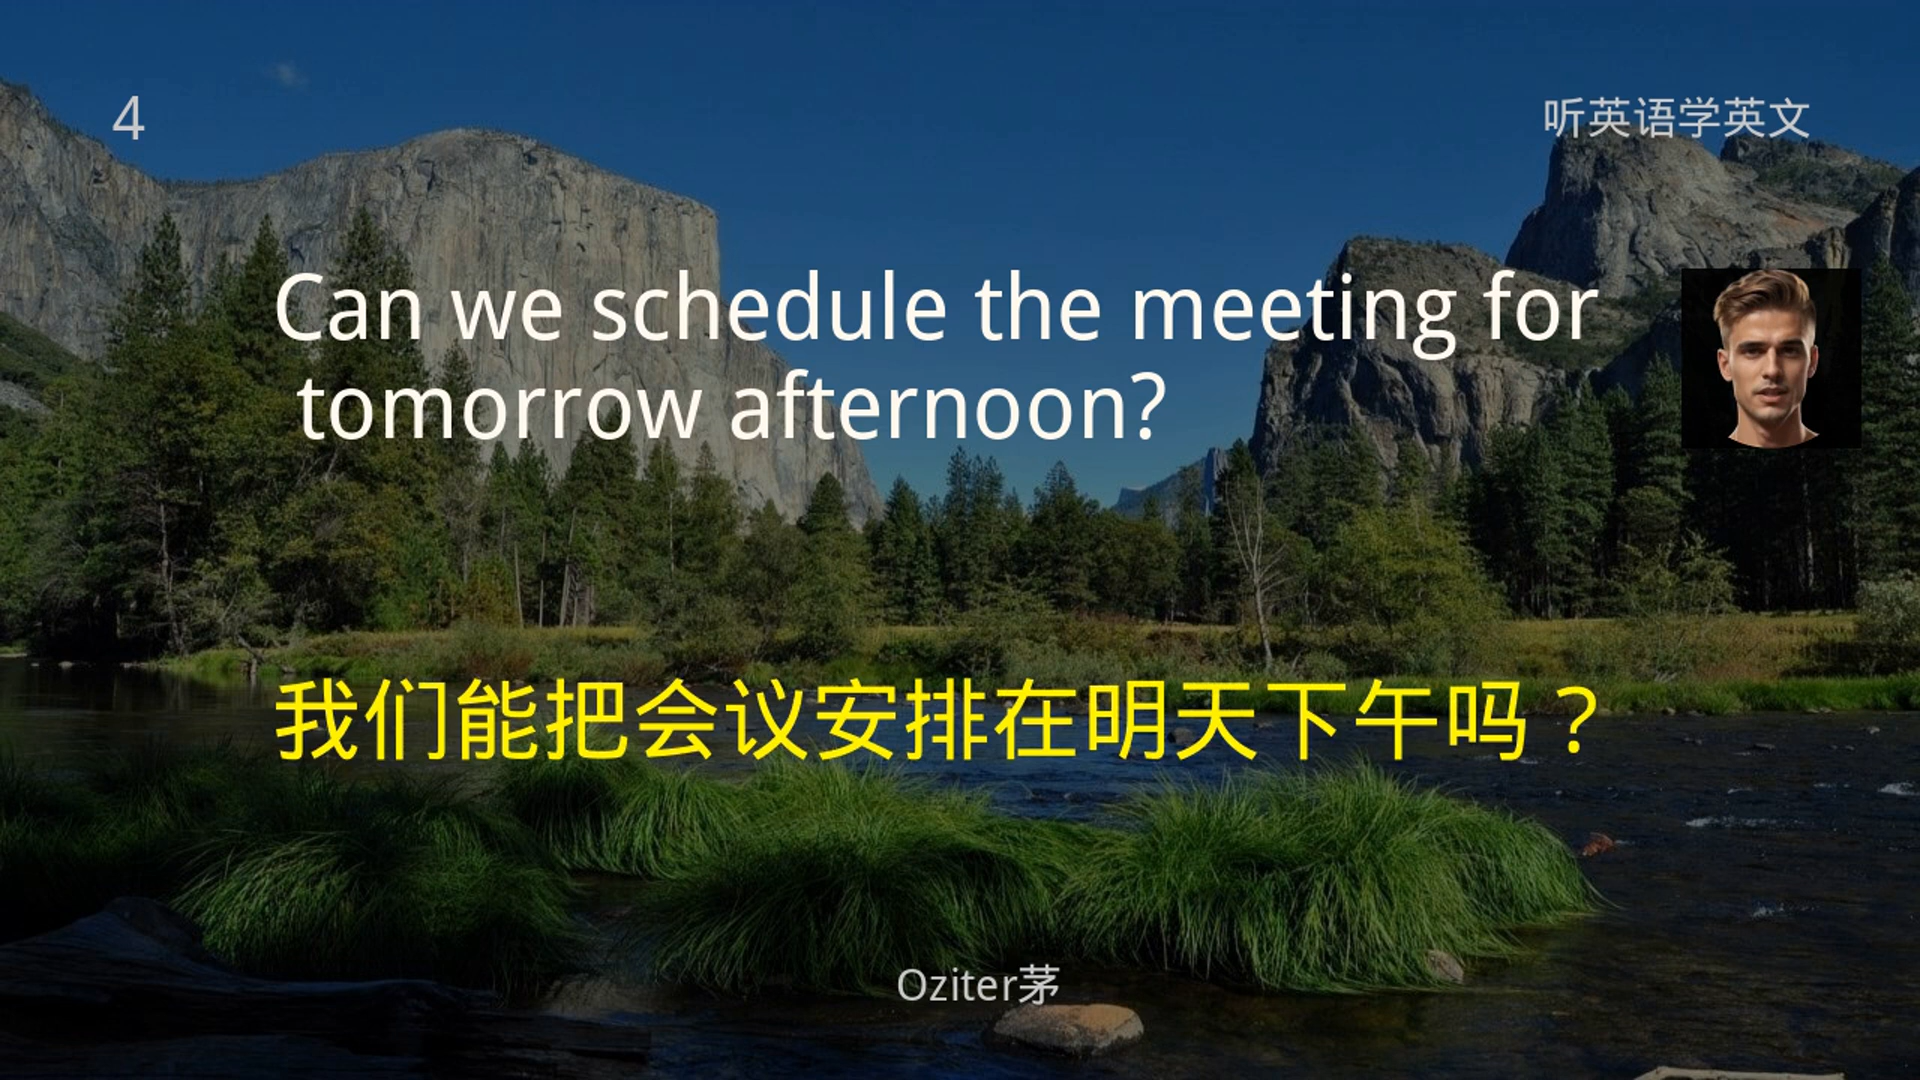 4
听英语学英文
Can we schedule the meeting for
tomorrow afternoon?
我们能把会议安排在明天下午吗？
Oziter茅